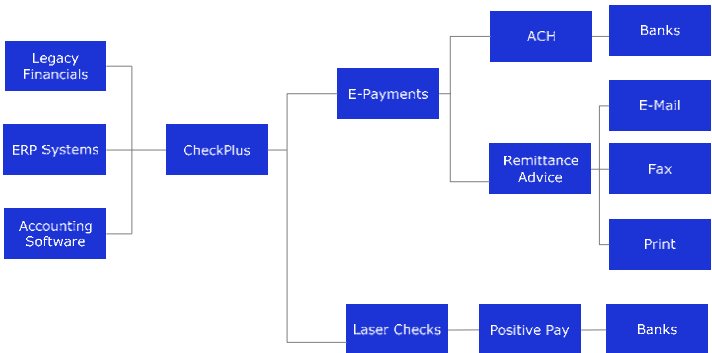 Legacy
Financials
ERP Systems
Accounting
Software
CheckPlus
E-Payments
ACH
Banks
Remittance
Advice
E-Mail
Fax
Print
Laser Checks
Positive Pay
Banks